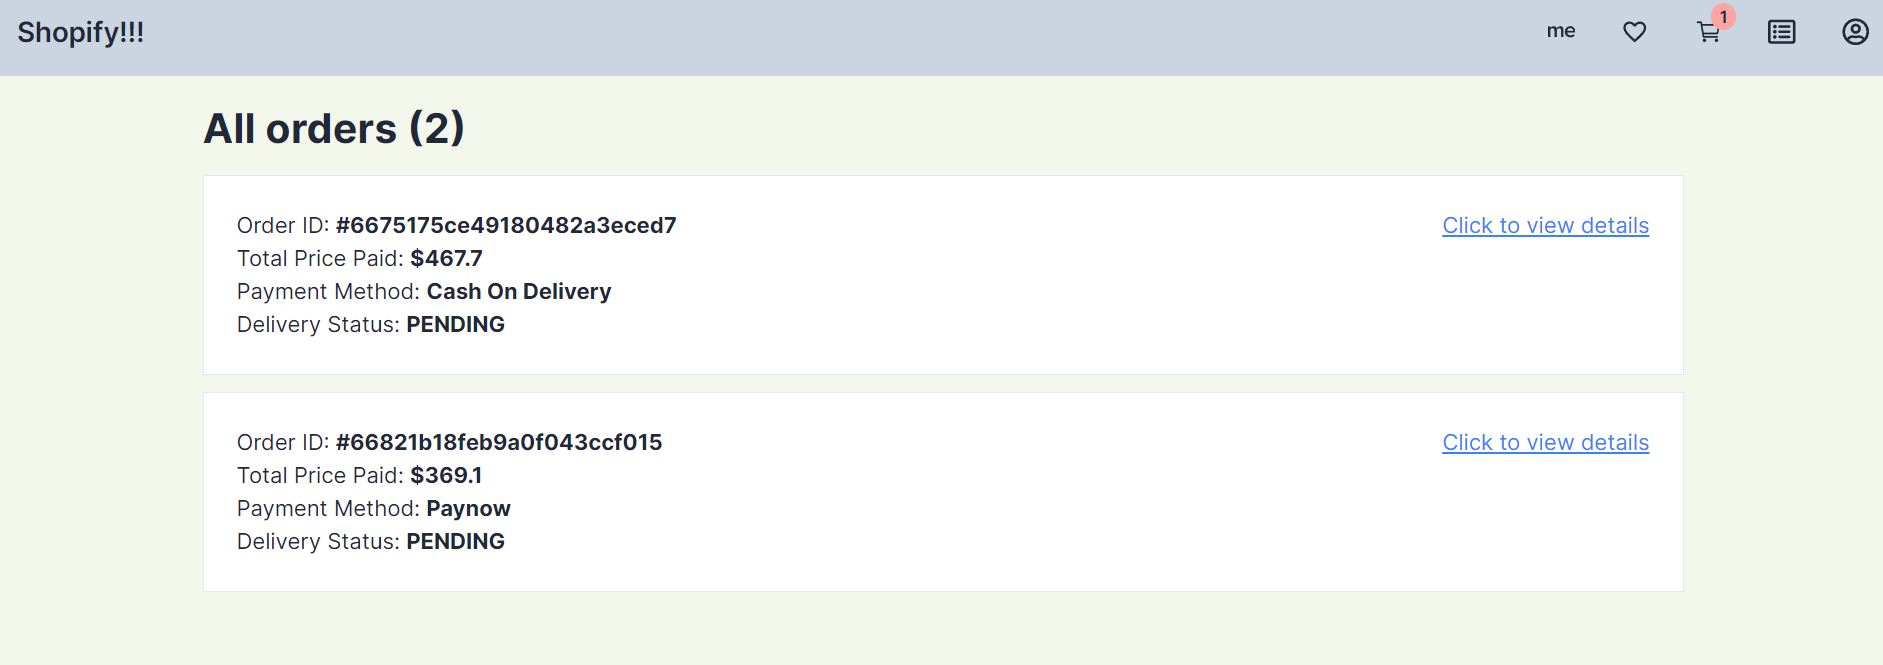 Shopify!!!
me
1
All orders (2)
Order ID: #6675175ce49180482a3eced7
Click to view details
Total Price Paid: $467.7
Payment Method: Cash On Delivery
Delivery Status: PENDING
Order ID: #66821b18feb9a0f043ccf015
Click to view details
Total Price Paid: $369.1
Payment Method: Paynow
Delivery Status: PENDING